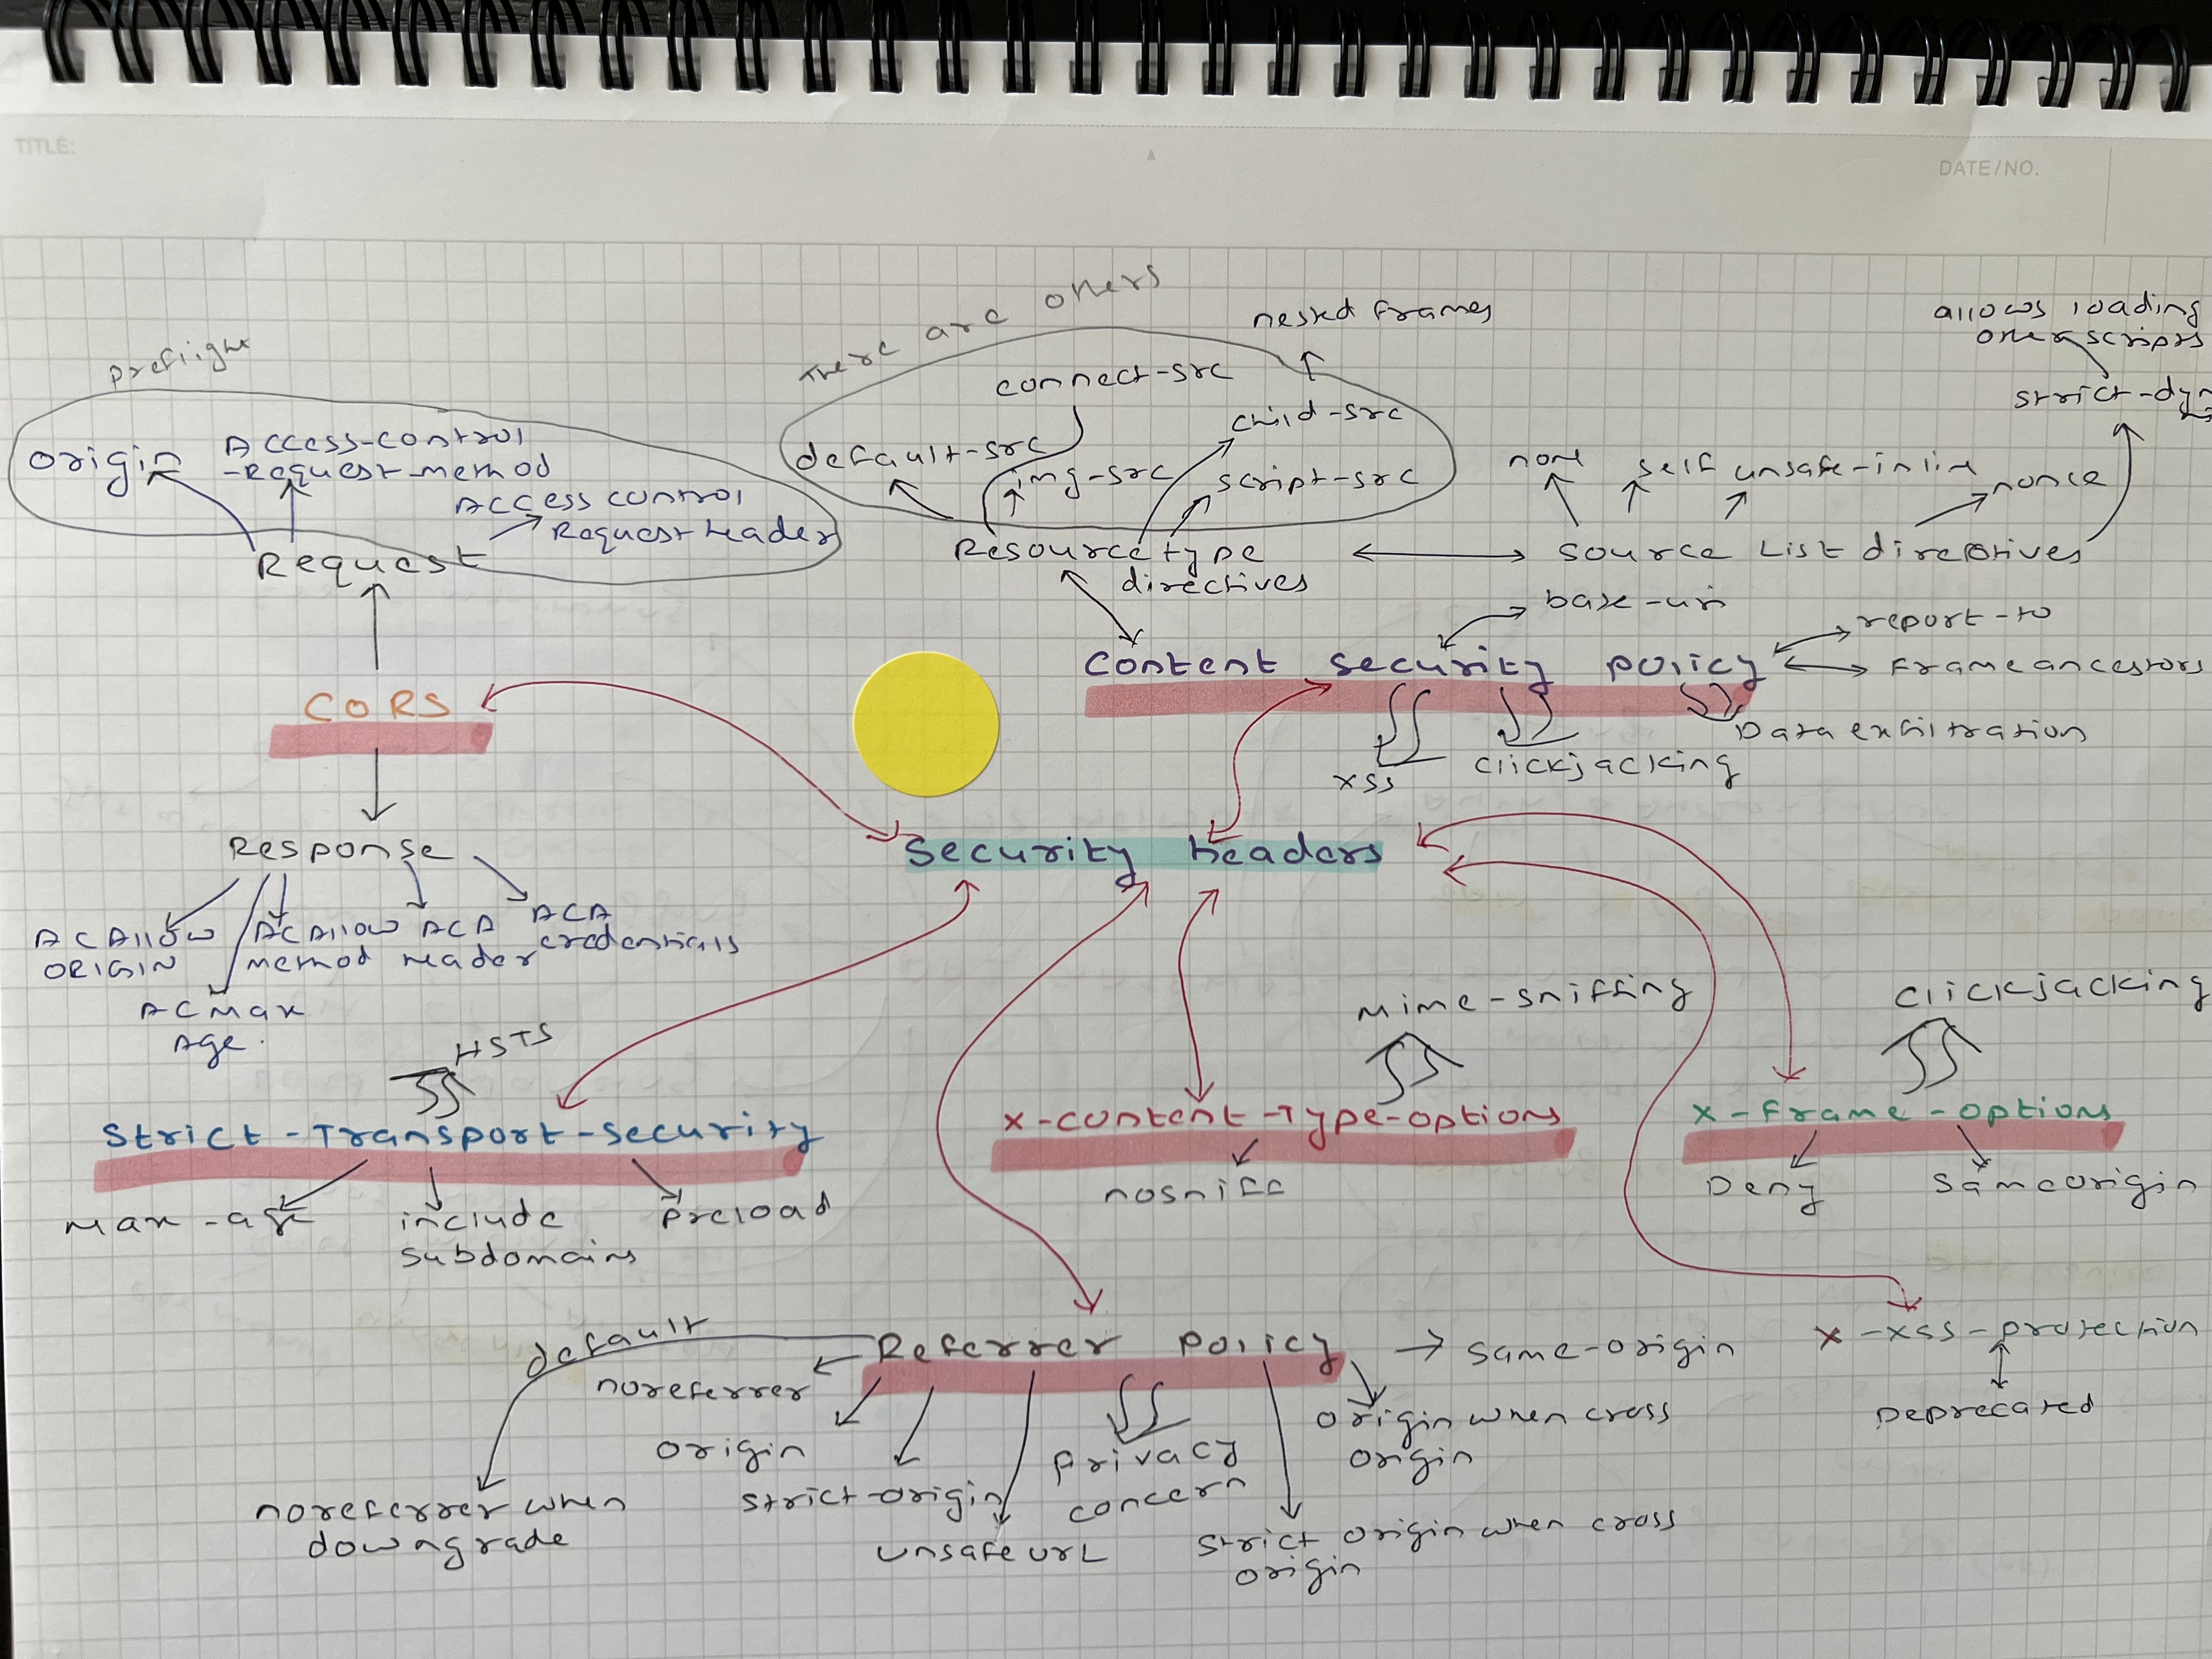 TITLE:
DATE/NO.
preflight
origin
Access-control
-Request-method
Access control
Request header
Request
CORS
Response
AC Allow
ORIGIN
AC Allow
method
ACA
header
ACA
credentials
AC Max
Age.
There are others
nested frames
connect-src
child-src
default-src
img-src
script-src
Resource type
directives
allows loading
other scripts
strict-dyn
none
self
unsafe-inline
nonce
source List directives
base-uri
report-to
frame ancestors
Content Security policy
Data exfiltration
XSS
clickjacking
Security headers
HSTS
Strict-Transport-security
Max-age
include
subdomains
Preload
Mime-sniffing
X-content-Type-options
nosniff
Clickjacking
X-Frame-options
Deny
Sameorigin
default
Referrer Policy
same-origin
noreferrer
origin
strict-origin
unsafe URL
privacy
concern
origin when cross
origin
strict origin when cross
origin
noreferrer when
downgrade
X-XSS-protection
Deprecated